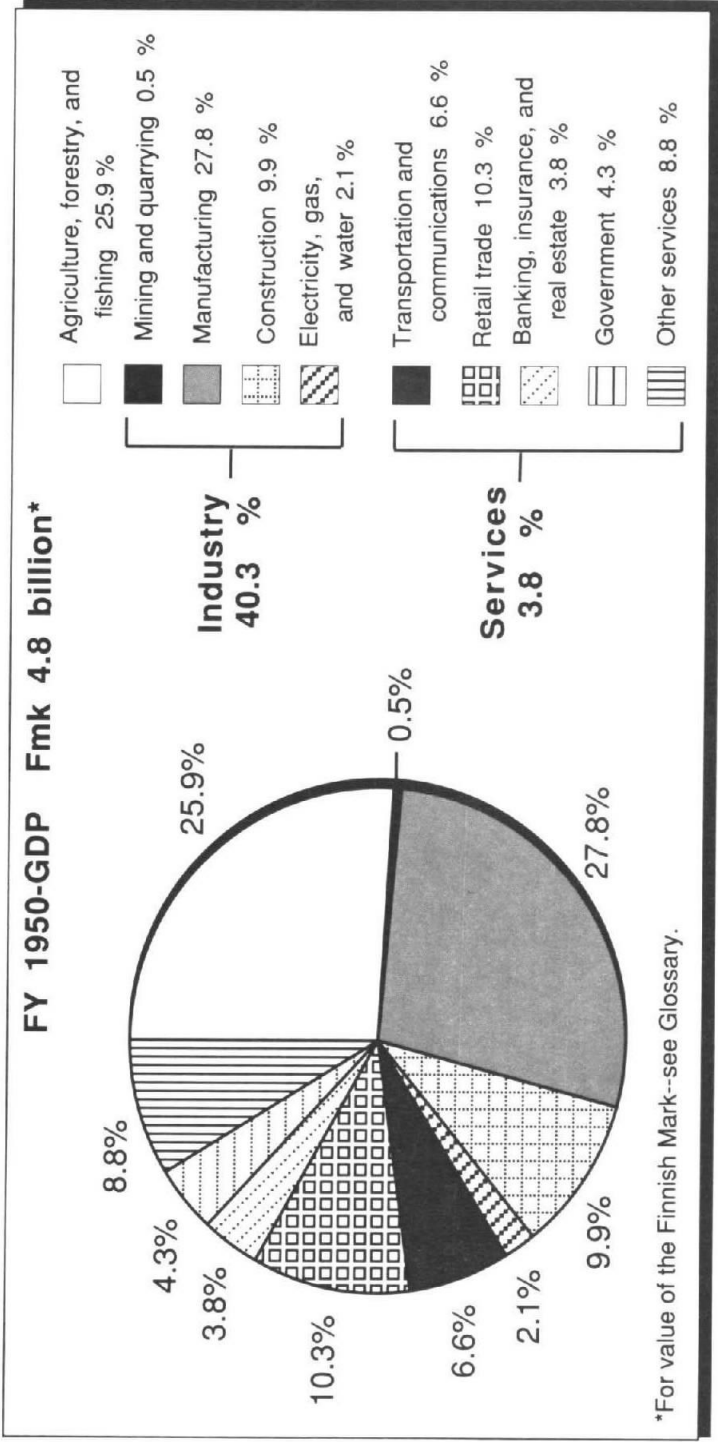 FY 1950-GDP Fmk 4.8 billion*
25.9%
0.5%
27.8%
9.9%
2.1%
6.6%
10.3%
3.8%
4.3%
8.8%
Industry
40.3 %
Services
3.8 %
Agriculture, forestry, and
fishing 25.9 %
Mining and quarrying 0.5 %
Manufacturing 27.8 %
Construction 9.9 %
Electricity, gas,
and water 2.1 %
Transportation and
communications 6.6 %
Retail trade 10.3 %
Banking, insurance, and
real estate 3.8 %
Government 4.3 %
Other services 8.8 %
*For value of the Finnish Mark--see Glossary.